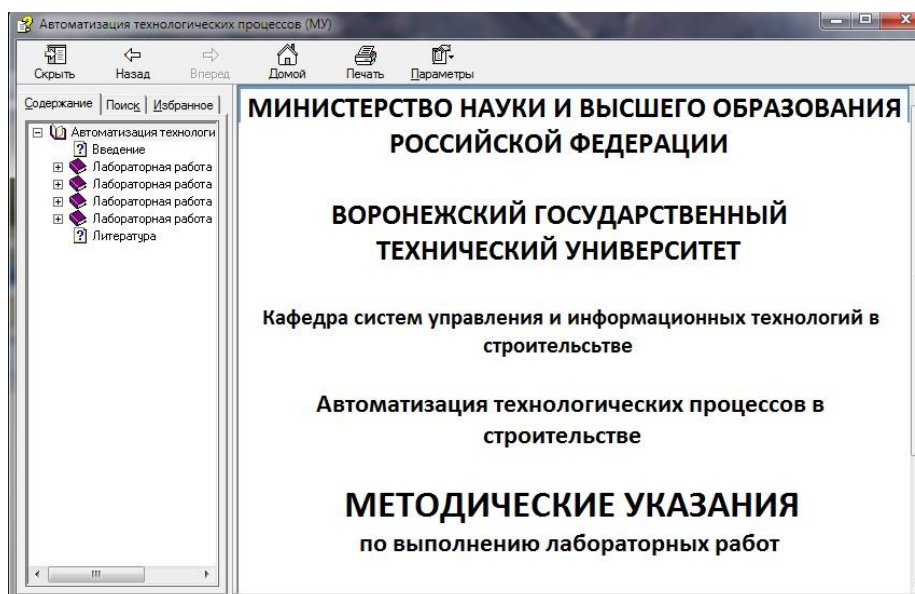 Автоматизация технологических процессов (МУ)
Скрыть Назад Вперед Домой Печать Параметры
Содержание Поиск Избранное
Автоматизация технологи
Введение
Лабораторная работа
Лабораторная работа
Лабораторная работа
Лабораторная работа
Литература
МИНИСТЕРСТВО НАУКИ И ВЫСШЕГО ОБРАЗОВАНИЯ
РОССИЙСКОЙ ФЕДЕРАЦИИ
ВОРОНЕЖСКИЙ ГОСУДАРСТВЕННЫЙ
ТЕХНИЧЕСКИЙ УНИВЕРСИТЕТ
Кафедра систем управления и информационных технологий в
строительсьтве
Автоматизация технологических процессов в
строительстве
МЕТОДИЧЕСКИЕ УКАЗАНИЯ
по выполнению лабораторных работ